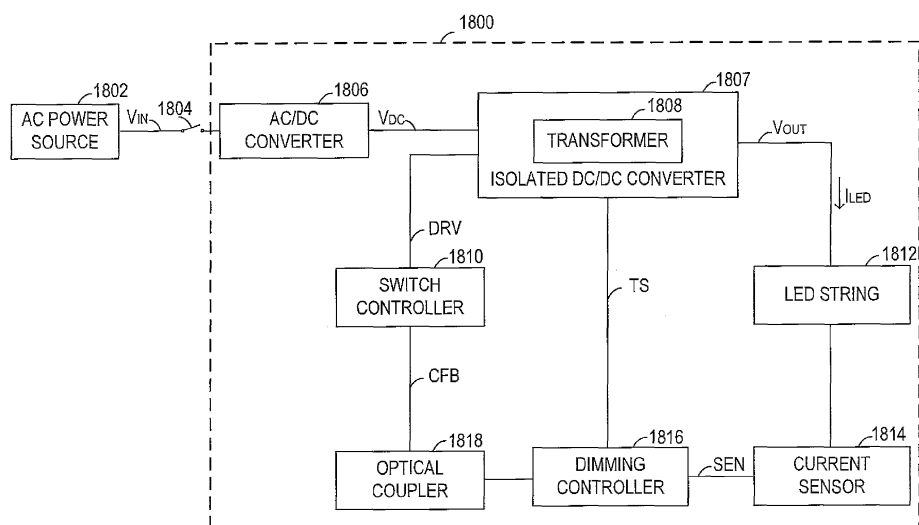 1800
1802
AC POWER
SOURCE
VIN
1804
1806
AC/DC
CONVERTER
VDC
1807
1808
TRANSFORMER
ISOLATED DC/DC CONVERTER
VOUT
ILED
DRV
1810
SWITCH
CONTROLLER
TS
1812
LED STRING
CFB
1818
OPTICAL
COUPLER
1816
DIMMING
CONTROLLER
SEN
1814
CURRENT
SENSOR